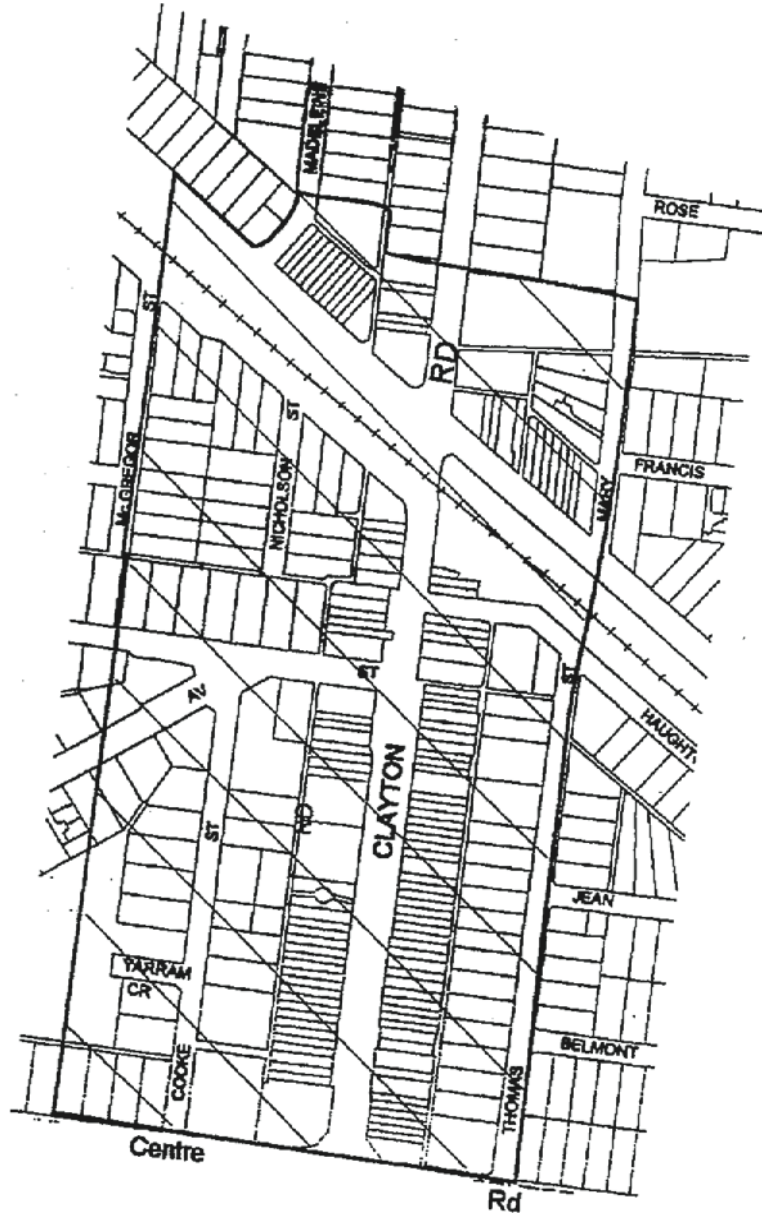 MADELEINE
ROSE
ST
RD
McGREGOR
NICHOLSON
ST
FRANCIS
MARY
ST
ST
AV
HAUGHT
CLAYTON
ST
JEAN
YARRAM
CR
BELMONT
COOKE
THOMAS
Centre
Rd